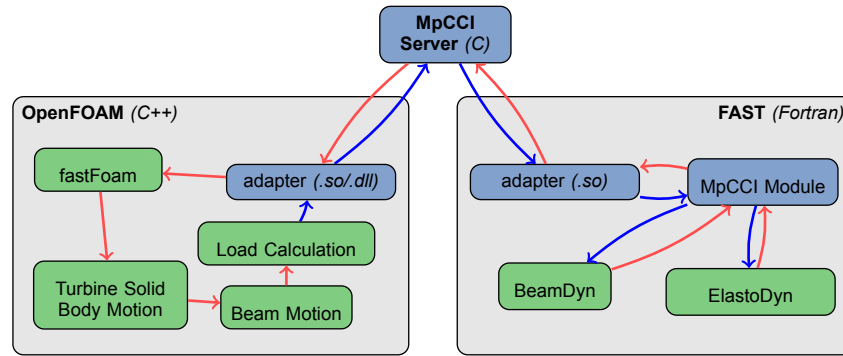 MpCCI
Server (C)
OpenFOAM (C++)
fastFoam
adapter (.so/.dll)
Load Calculation
Turbine Solid
Body Motion
Beam Motion
FAST (Fortran)
adapter (.so)
MpCCI Module
BeamDyn
ElastoDyn